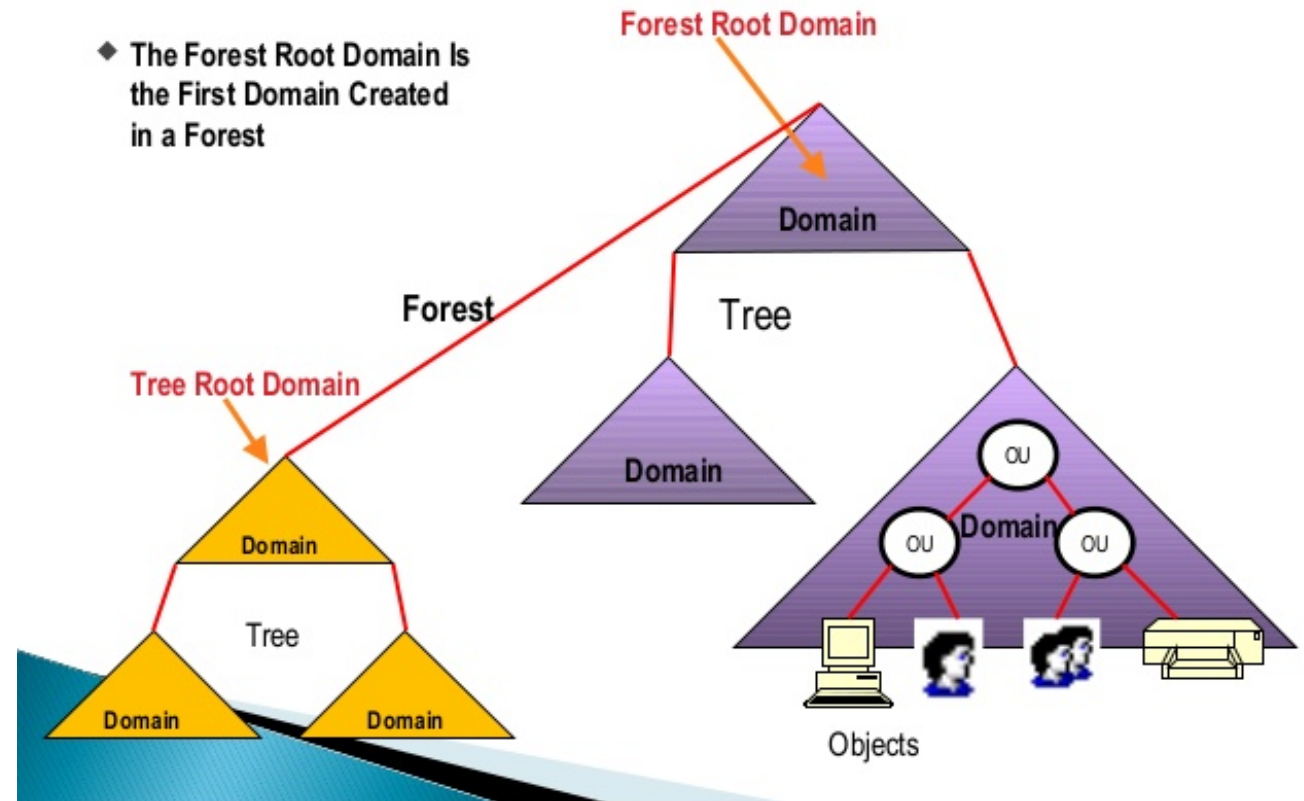 Forest Root Domain
The Forest Root Domain Is
the First Domain Created
in a Forest
Domain
Forest
Tree
Tree Root Domain
Domain
OU
OU
Domain
OU
Domain
Tree
Domain
Domain
Objects